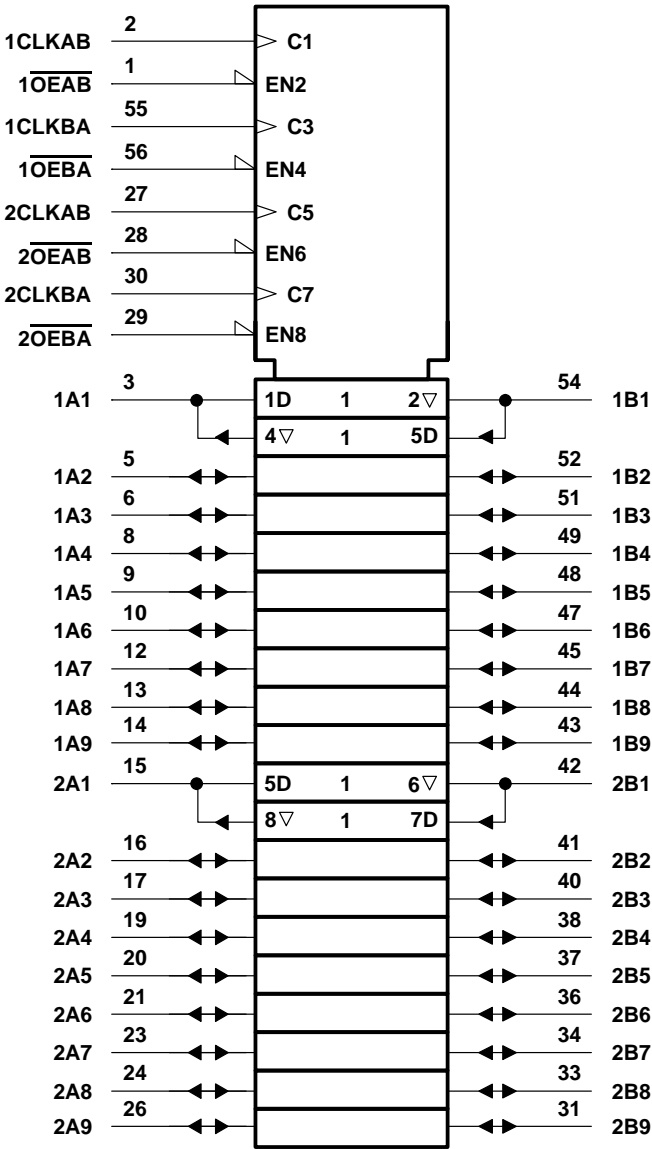 1CLKAB 2 C1
1OEAB 1 EN2
1CLKBA 55 C3
1OEBA 56 EN4
2CLKAB 27 C5
2OEAB 28 EN6
2CLKBA 30 C7
2OEBA 29 EN8
1A1 3 1D 1 2▽ 54 1B1
4▽ 1 5D
1A2 5 52 1B2
1A3 6 51 1B3
1A4 8 49 1B4
1A5 9 48 1B5
1A6 10 47 1B6
1A7 12 45 1B7
1A8 13 44 1B8
1A9 14 43 1B9
2A1 15 5D 1 6▽ 42 2B1
8▽ 1 7D
2A2 16 41 2B2
2A3 17 40 2B3
2A4 19 38 2B4
2A5 20 37 2B5
2A6 21 36 2B6
2A7 23 34 2B7
2A8 24 33 2B8
2A9 26 31 2B9